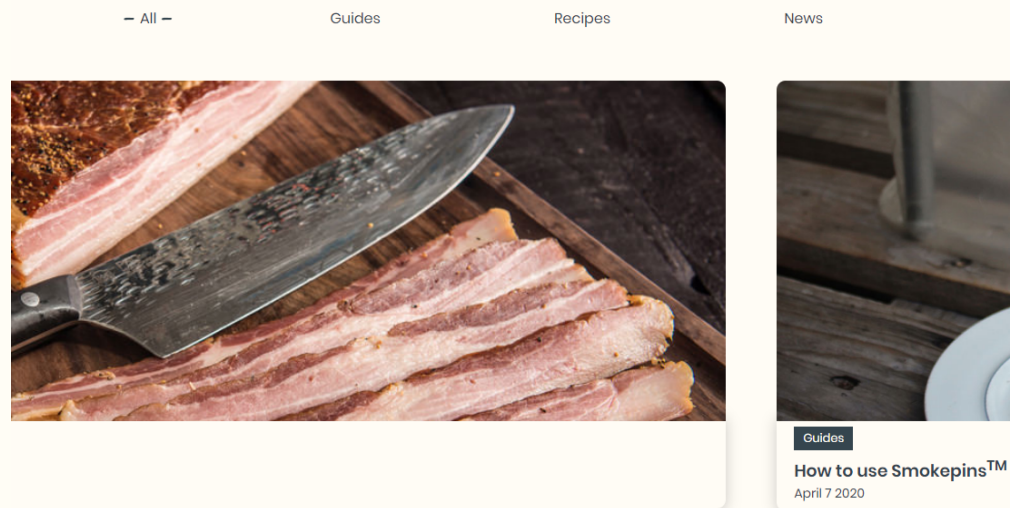 – All –
Guides
Recipes
News
Guides
How to use Smokepins™
April 7 2020